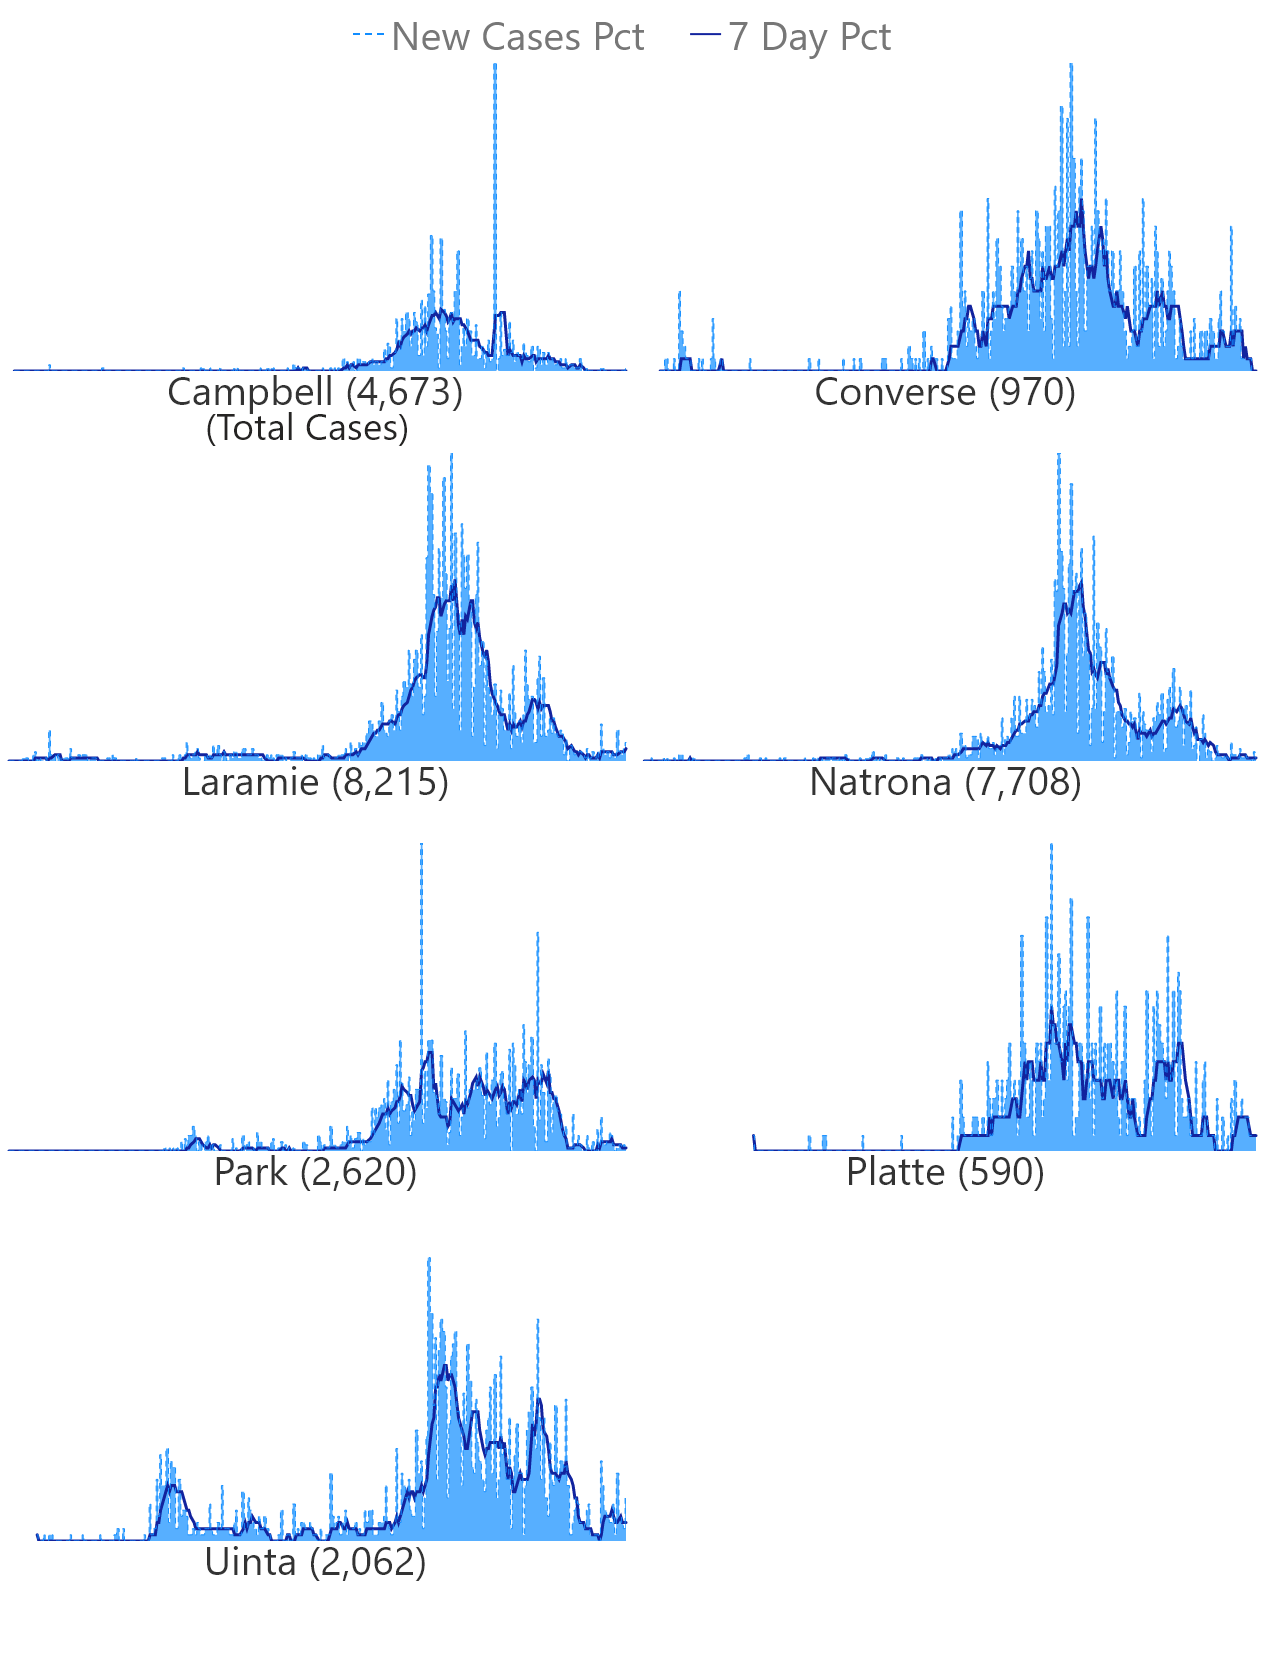 New Cases Pct 7 Day Pct
Campbell (4,673) Converse (970)
(Total Cases)
Laramie (8,215) Natrona (7,708)
Park (2,620) Platte (590)
Uinta (2,062)